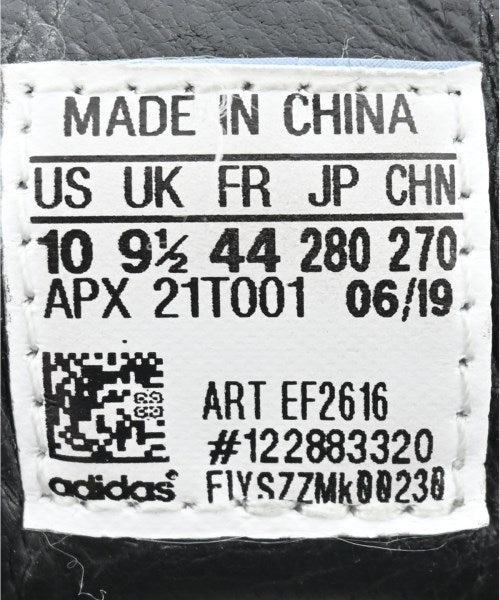 MADE IN CHINA
US UK FR JP CHN
10 9½ 44 280 270
APX 21T001 06/19
ART EF2616
#122883320
adidas